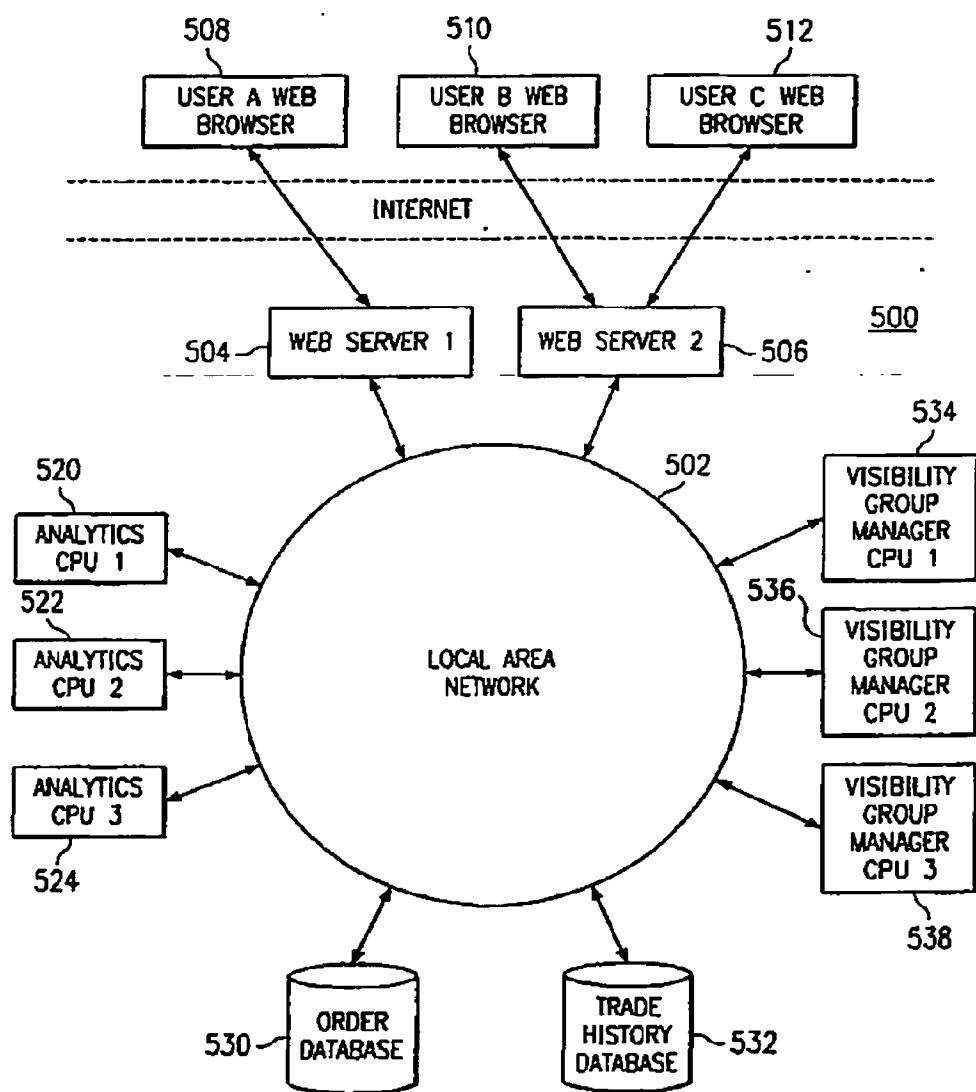 508
510
512
USER A WEB
BROWSER
USER B WEB
BROWSER
USER C WEB
BROWSER
INTERNET
500
504
WEB SERVER 1
WEB SERVER 2
506
534
502
520
VISIBILITY
GROUP
MANAGER
CPU 1
ANALYTICS
CPU 1
522
536
ANALYTICS
CPU 2
LOCAL AREA
NETWORK
VISIBILITY
GROUP
MANAGER
CPU 2
ANALYTICS
CPU 3
524
VISIBILITY
GROUP
MANAGER
CPU 3
538
530
ORDER
DATABASE
TRADE
HISTORY
DATABASE
532